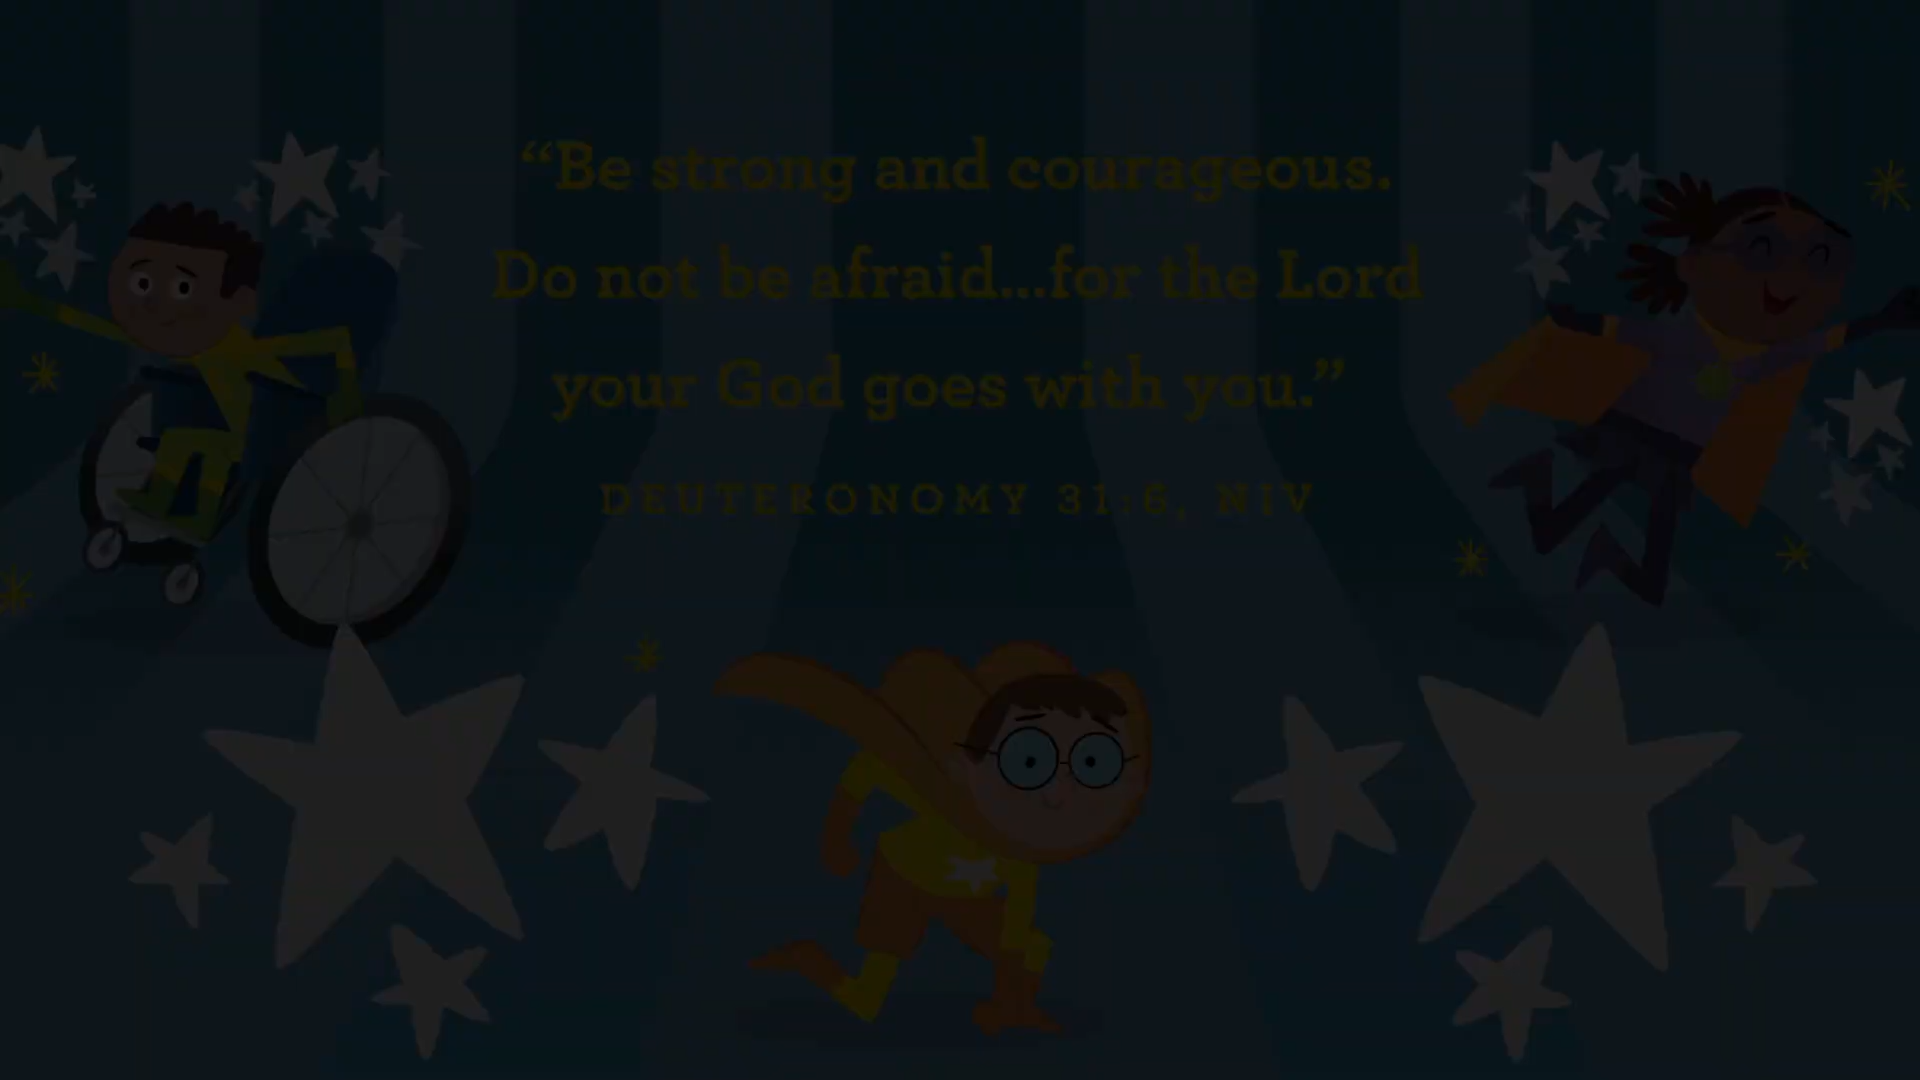 “Be strong and courageous.
Do not be afraid...for the Lord
your God goes with you.”
DEUTERONOMY 31:6, NIV